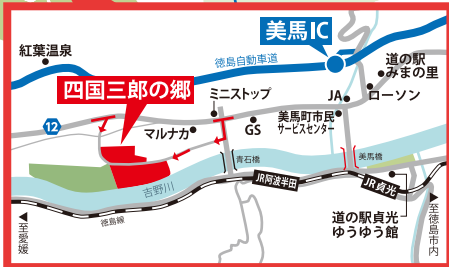 美馬IC
紅葉温泉
徳島自動車道
道の駅
みまの里
四国三郎の郷
ミニストップ
JA
ローソン
12
マルナカ
GS
美馬町市民
サービスセンター
青石橋
美馬橋
吉野川
JR阿波半田
JR貞光
徳島線
道の駅貞光
ゆうゆう館
至愛媛
至徳島市内